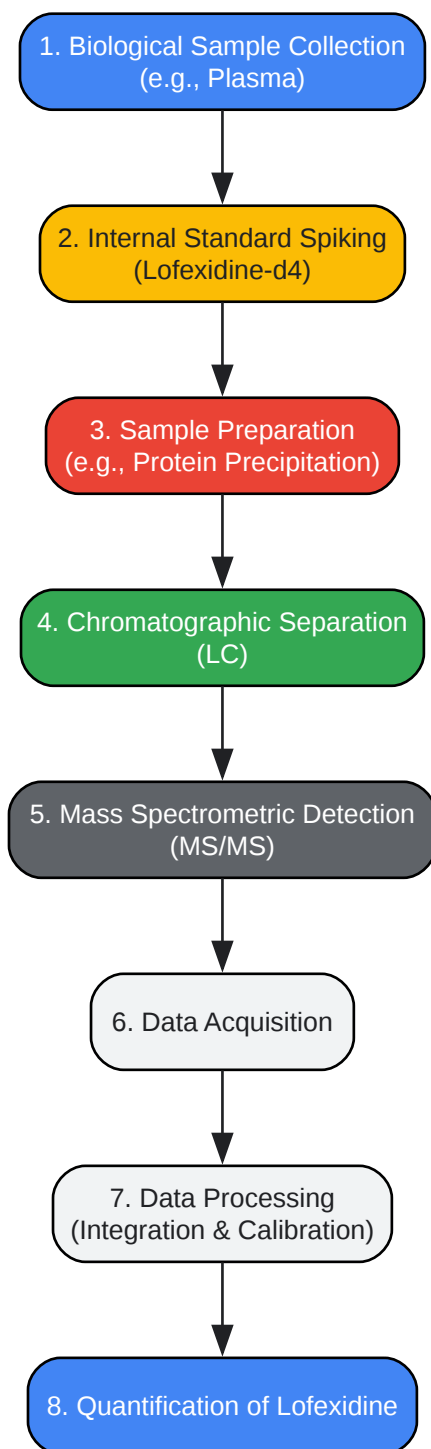 1. Biological Sample Collection
(e.g., Plasma)
2. Internal Standard Spiking
(Lofexidine-d4)
3. Sample Preparation
(e.g., Protein Precipitation)
4. Chromatographic Separation
(LC)
5. Mass Spectrometric Detection
(MS/MS)
6. Data Acquisition
7. Data Processing
(Integration & Calibration)
8. Quantification of Lofexidine